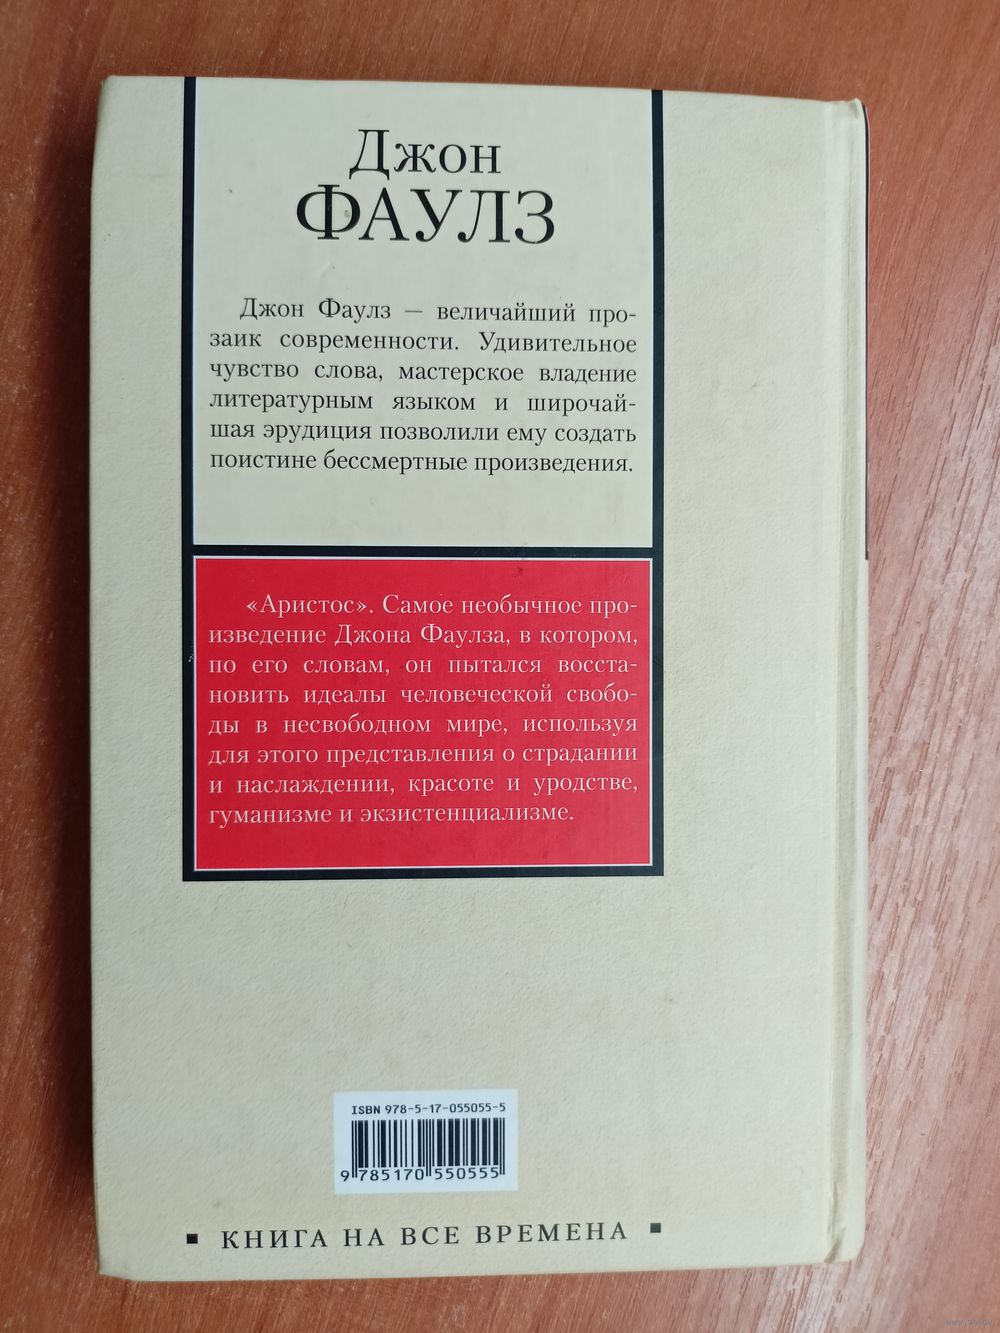 Джон
ФАУЛЗ
Джон Фаулз — величайший про-
заик современности. Удивительное
чувство слова, мастерское владение
литературным языком и широчай-
шая эрудиция позволили ему создать
поистине бессмертные произведения.
«Аристос». Самое необычное про-
изведение Джона Фаулза, в котором,
по его словам, он пытался восста-
новить идеалы человеческой свобо-
ды в несвободном мире, используя
для этого представления о страдании
и наслаждении, красоте и уродстве,
гуманизме и экзистенциализме.
ISBN 978-5-17-055055-5
9 785170 550555
▪ КНИГА НА ВСЕ ВРЕМЕНА ▪